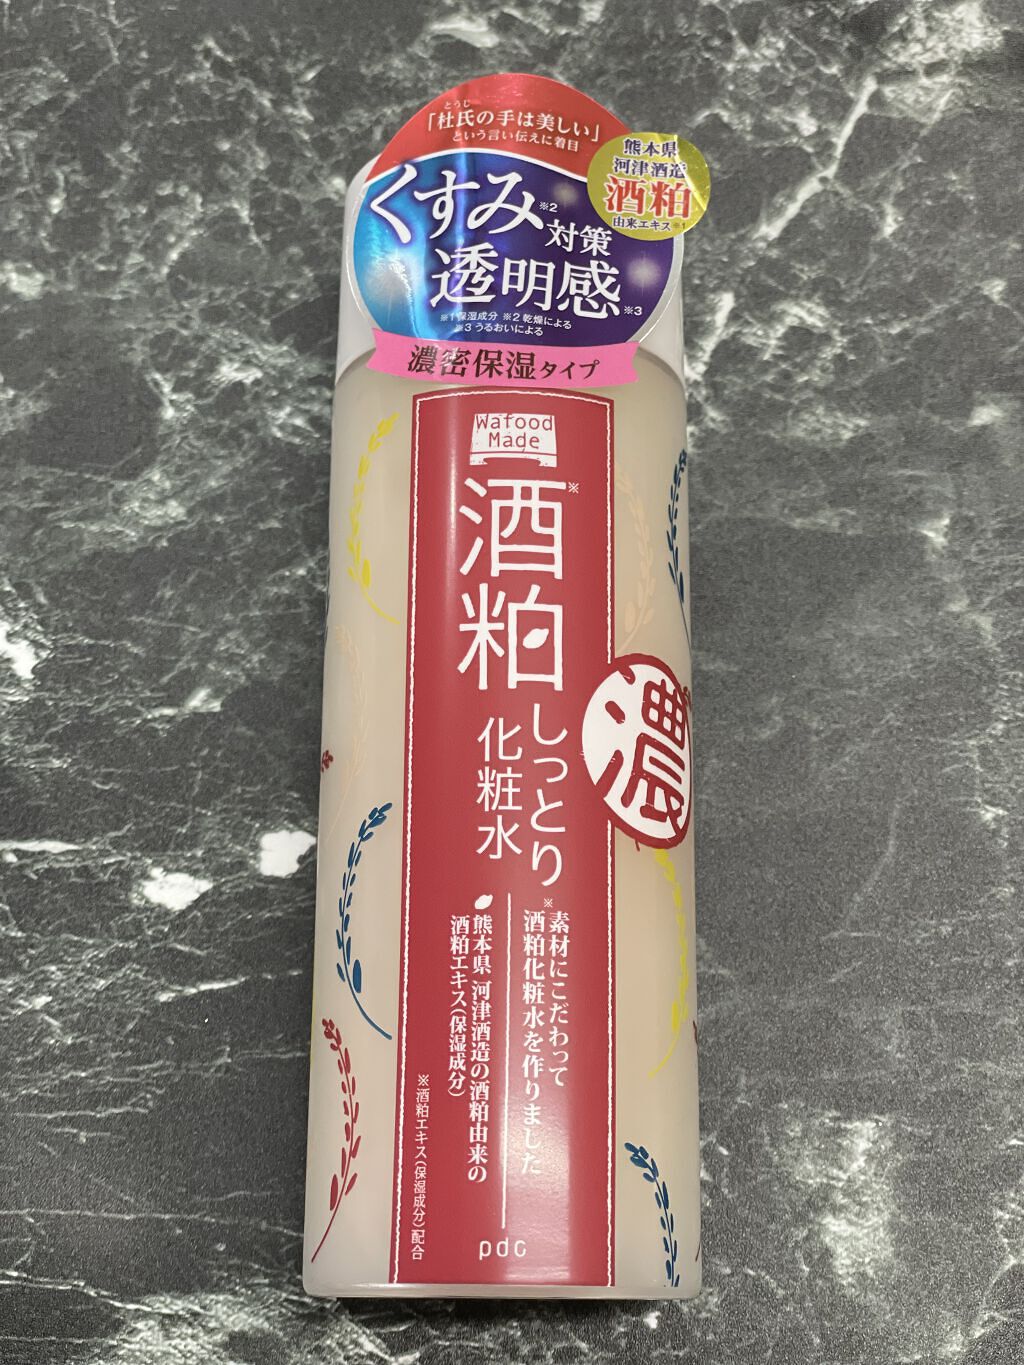 とうじ
「杜氏の手は美しい」
という言い伝えに着目
熊本県
河津酒造
酒粕
由来エキス※1
くすみ※2
対策
透明感※3
※1 保湿成分 ※2 乾燥による
※3 うるおいによる
濃密保湿タイプ
Wafood
Made
酒粕※
しっとり
化粧水
濃
素材にこだわって
※酒粕化粧水を作りました
熊本県 河津酒造の酒粕由来の
酒粕エキス(保湿成分)
※酒粕エキス(保湿成分)配合
pdc